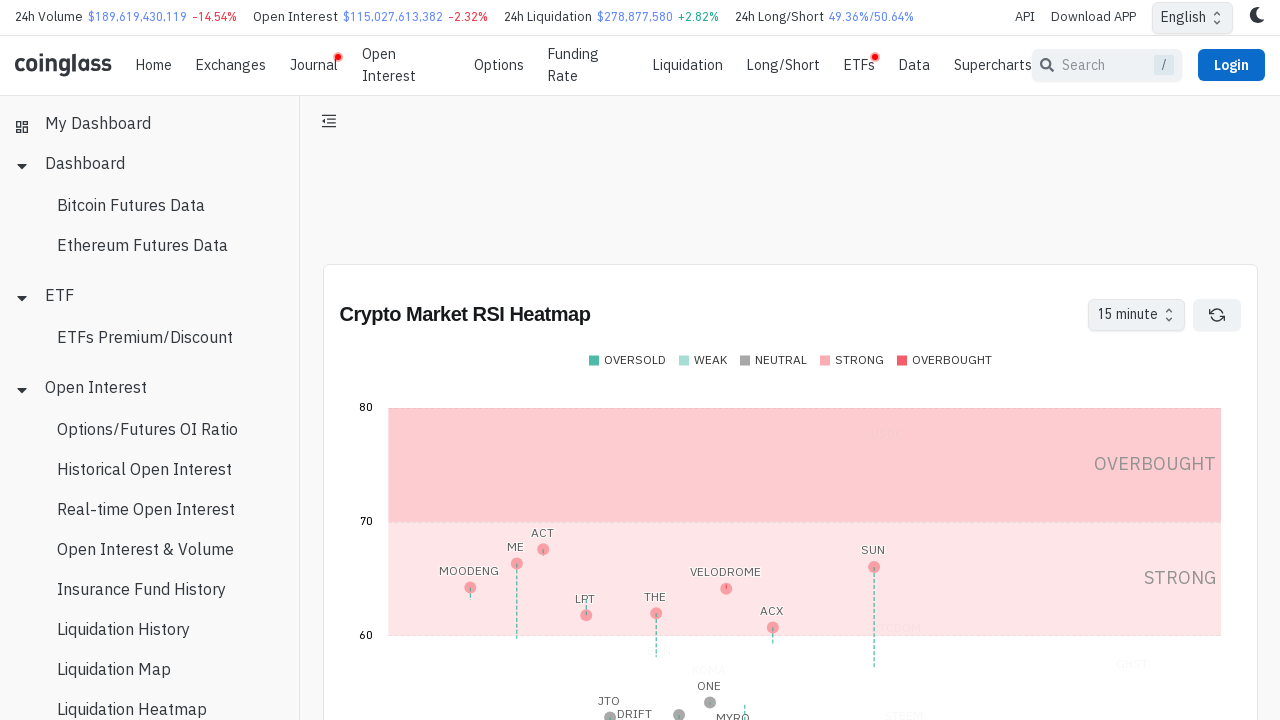 24h Volume $189,619,430,119 -14.54% Open Interest $115,027,613,382 -2.32% 24h Liquidation $278,877,580 +2.82% 24h Long/Short 49.36%/50.64% API Download APP English
coinglass Home Exchanges Journal Open Interest Options Funding Rate Liquidation Long/Short ETFs Data Supercharts Search / Login
My Dashboard
Dashboard
Bitcoin Futures Data
Ethereum Futures Data
ETF
ETFs Premium/Discount
Open Interest
Options/Futures OI Ratio
Historical Open Interest
Real-time Open Interest
Open Interest & Volume
Insurance Fund History
Liquidation History
Liquidation Map
Liquidation Heatmap
Crypto Market RSI Heatmap 15 minute
OVERSOLD WEAK NEUTRAL STRONG OVERBOUGHT
80
OVERBOUGHT
70
ACT
ME SUN
MOODENG VELODROME STRONG
LPT THE
ACX
60
ONE
JTO
DRIFT MYRO